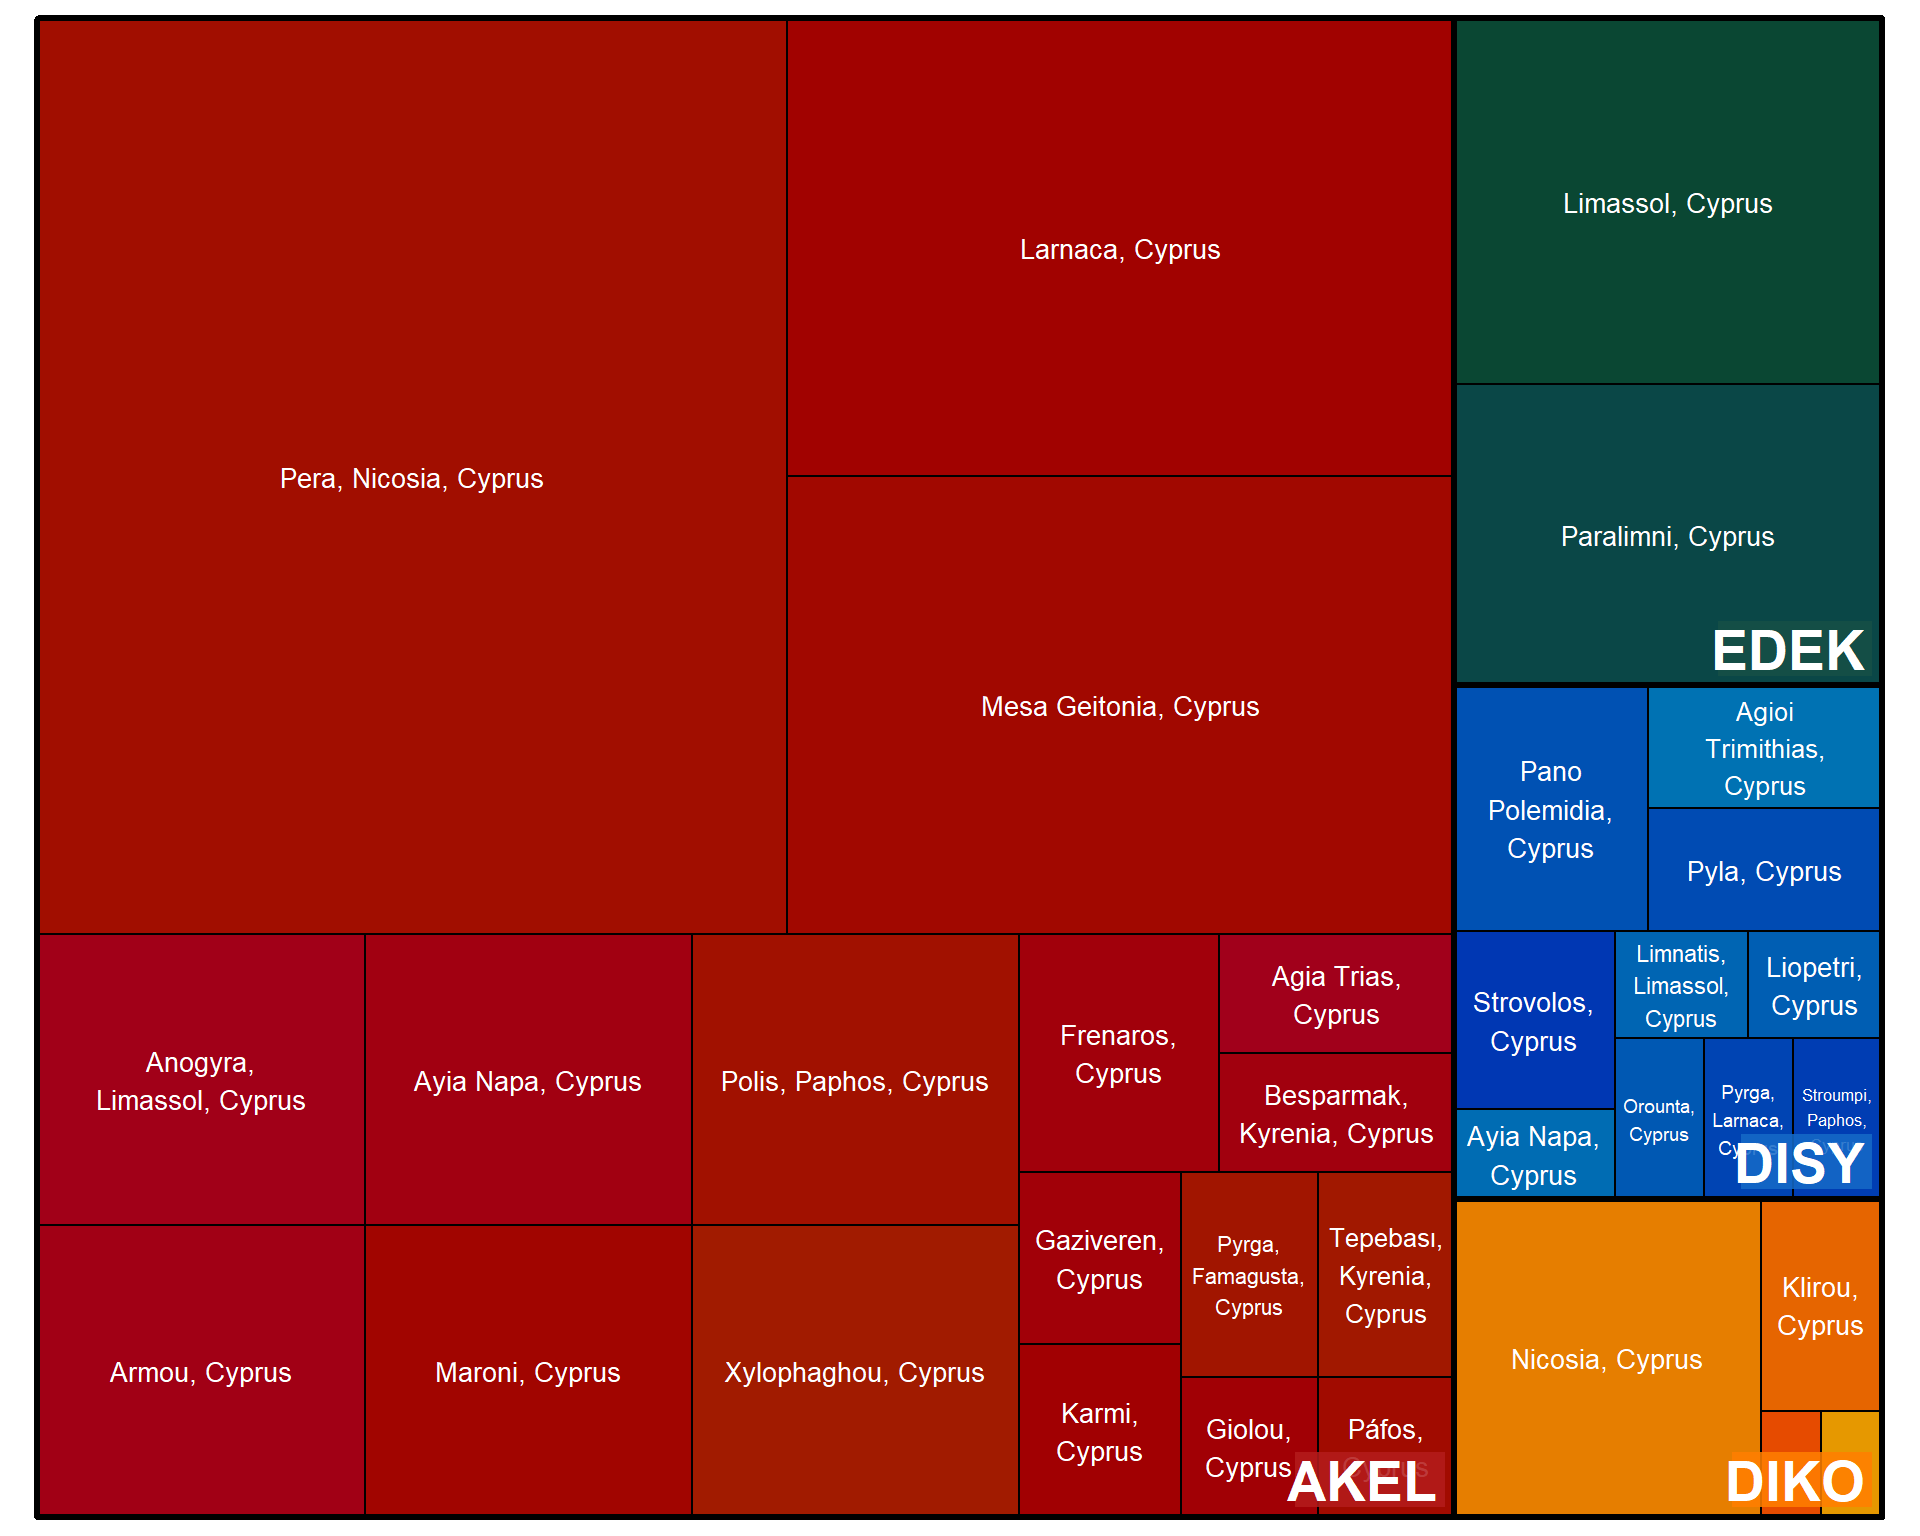 Pera, Nicosia, Cyprus
Larnaca, Cyprus
Mesa Geitonia, Cyprus
Anogyra,
Limassol, Cyprus
Ayia Napa, Cyprus
Polis, Paphos, Cyprus
Armou, Cyprus
Maroni, Cyprus
Xylophaghou, Cyprus
Frenaros,
Cyprus
Agia Trias,
Cyprus
Besparmak,
Kyrenia, Cyprus
Gaziveren,
Cyprus
Karmi,
Cyprus
Pyrga,
Famagusta,
Cyprus
Tepebası,
Kyrenia,
Cyprus
Giolou,
Cyprus
Páfos,
Cyprus
AKEL
Limassol, Cyprus
Paralimni, Cyprus
EDEK
Pano
Polemidia,
Cyprus
Agioi
Trimithias,
Cyprus
Pyla, Cyprus
Strovolos,
Cyprus
Ayia Napa,
Cyprus
Limnatis,
Limassol,
Cyprus
Liopetri,
Cyprus
Orounta,
Cyprus
Pyrga,
Larnaca,
Cyprus
Stroumpi,
Paphos,
DISY
Nicosia, Cyprus
Klirou,
Cyprus
DIKO